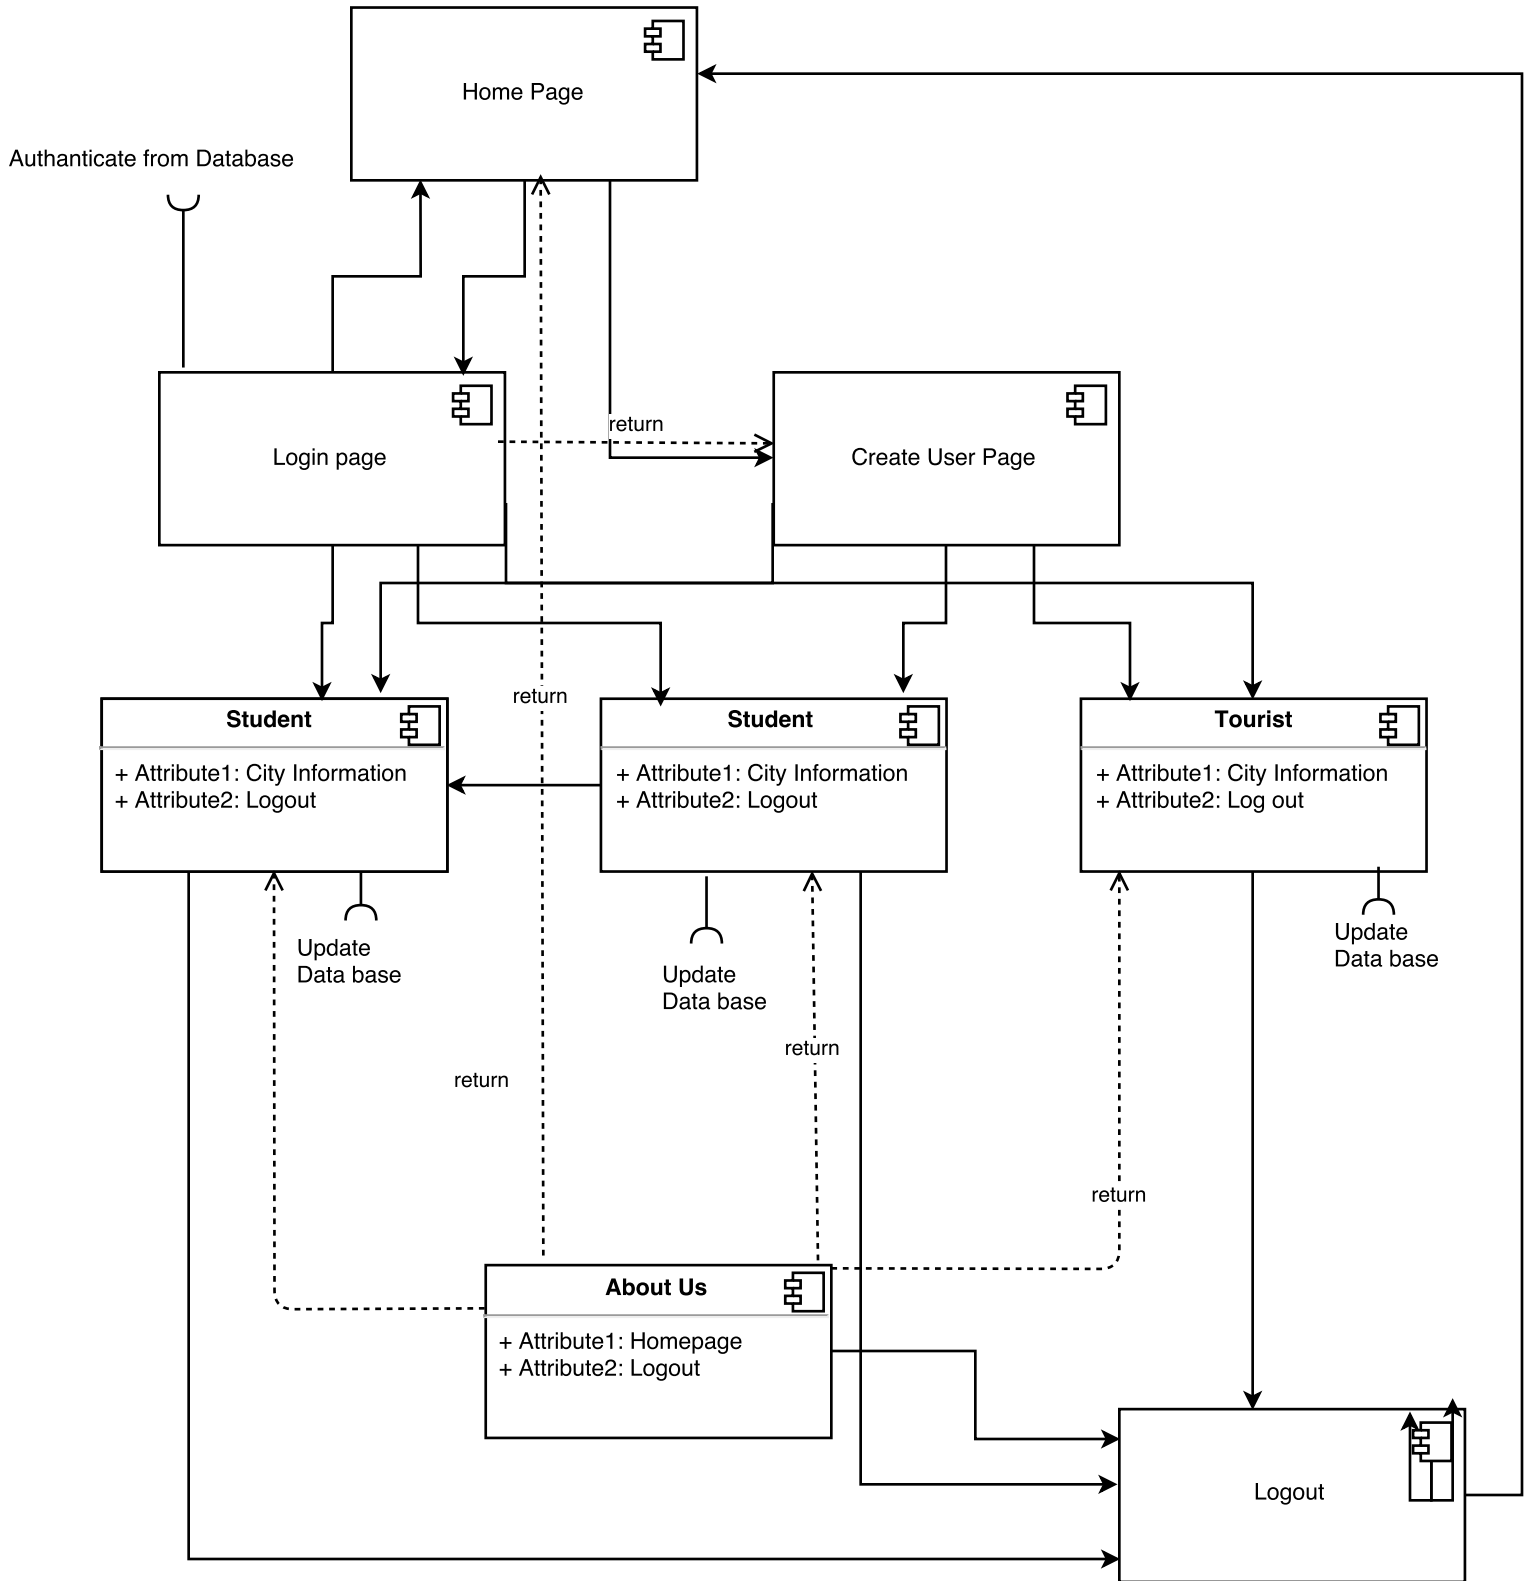 Home Page
Authanticate from Database
return
Login page
Create User Page
return
Student
+ Attribute1: City Information
+ Attribute2: Logout
Student
+ Attribute1: City Information
+ Attribute2: Logout
Tourist
+ Attribute1: City Information
+ Attribute2: Log out
Update
Data base
Update
Data base
Update
Data base
return
return
return
About Us
+ Attribute1: Homepage
+ Attribute2: Logout
Logout